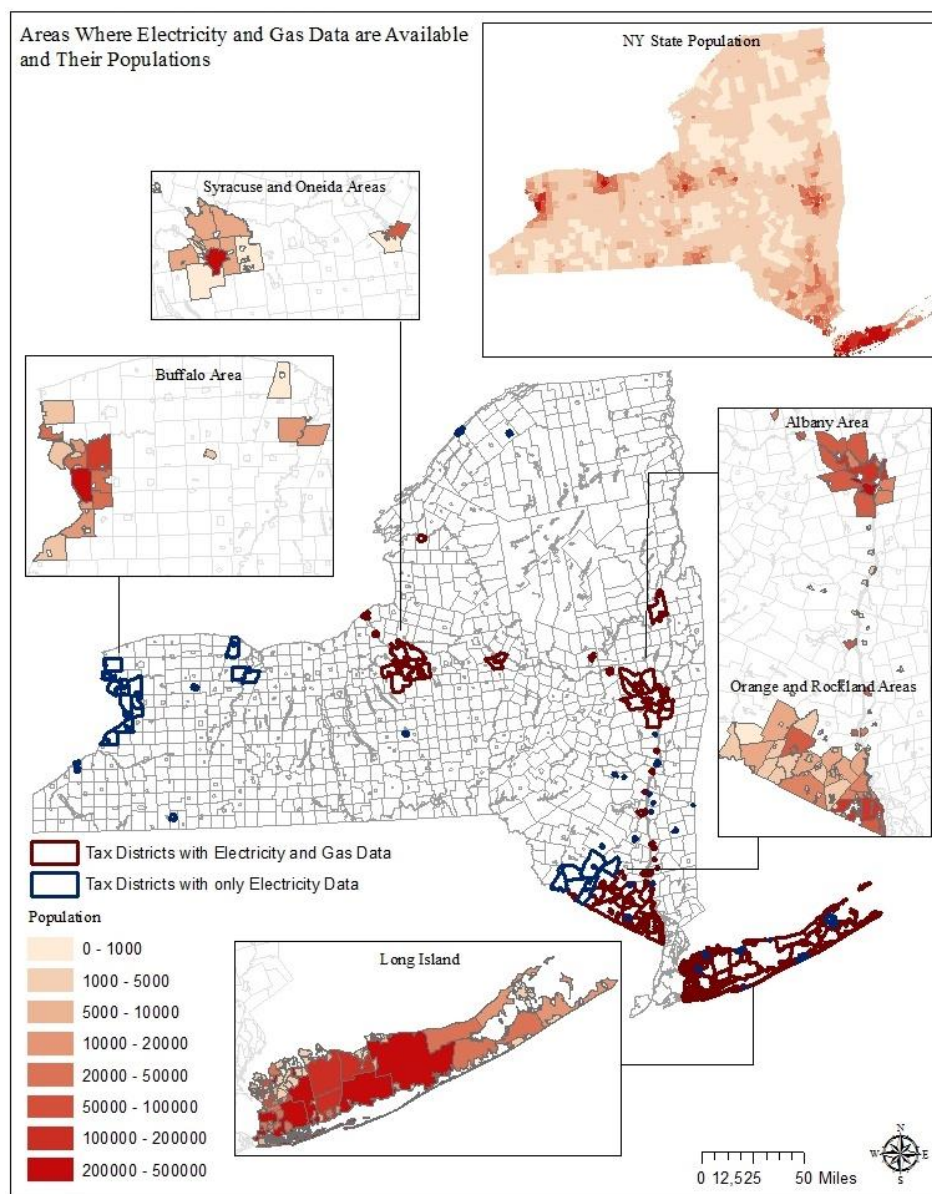 Areas Where Electricity and Gas Data are Available
and Their Populations
NY State Population
Syracuse and Oneida Areas
Buffalo Area
Albany Area
Orange and Rockland Areas
Tax Districts with Electricity and Gas Data
Tax Districts with only Electricity Data
Population
0 - 1000
1000 - 5000
5000 - 10000
10000 - 20000
20000 - 50000
50000 - 100000
100000 - 200000
200000 - 500000
Long Island
N
W E
S
0 12,525 50 Miles